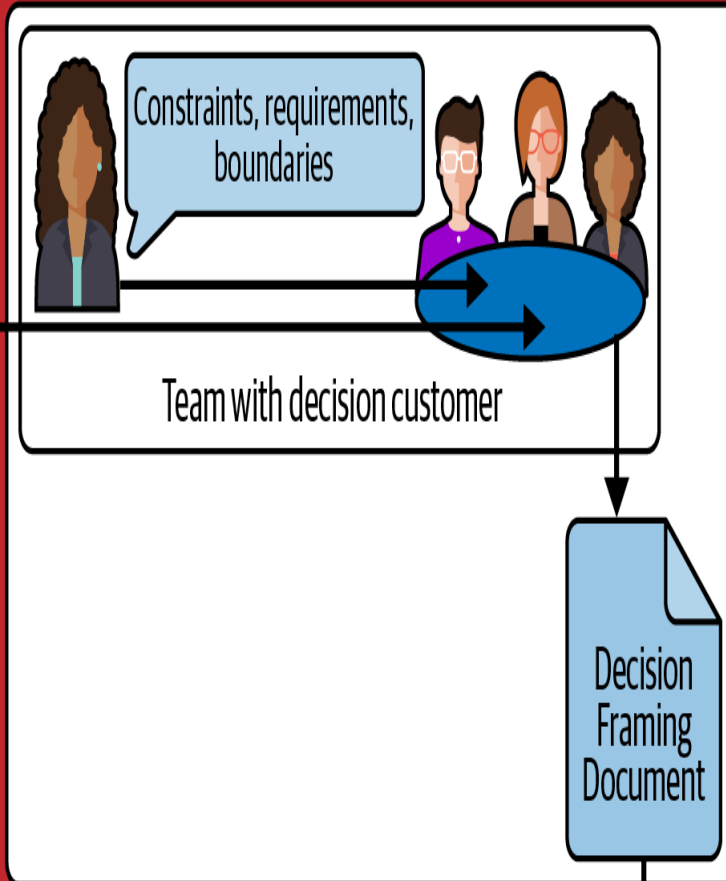 Constraints, requirements,
boundaries
Team with decision customer
Decision
Framing
Document